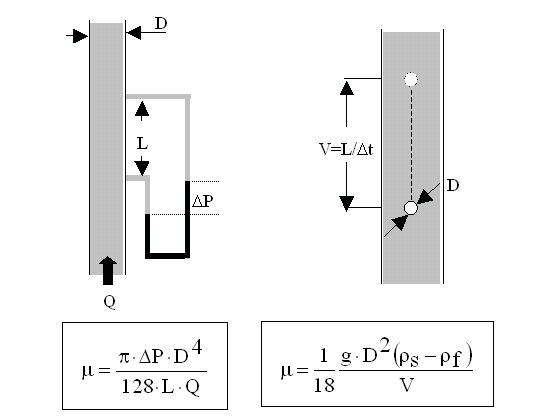 D
L
ΔP
Q
μ = π·ΔP·D⁴ / 128·L·Q
V=L/Δt
D
μ = 1/18 g·D²(ρs – ρf) / V